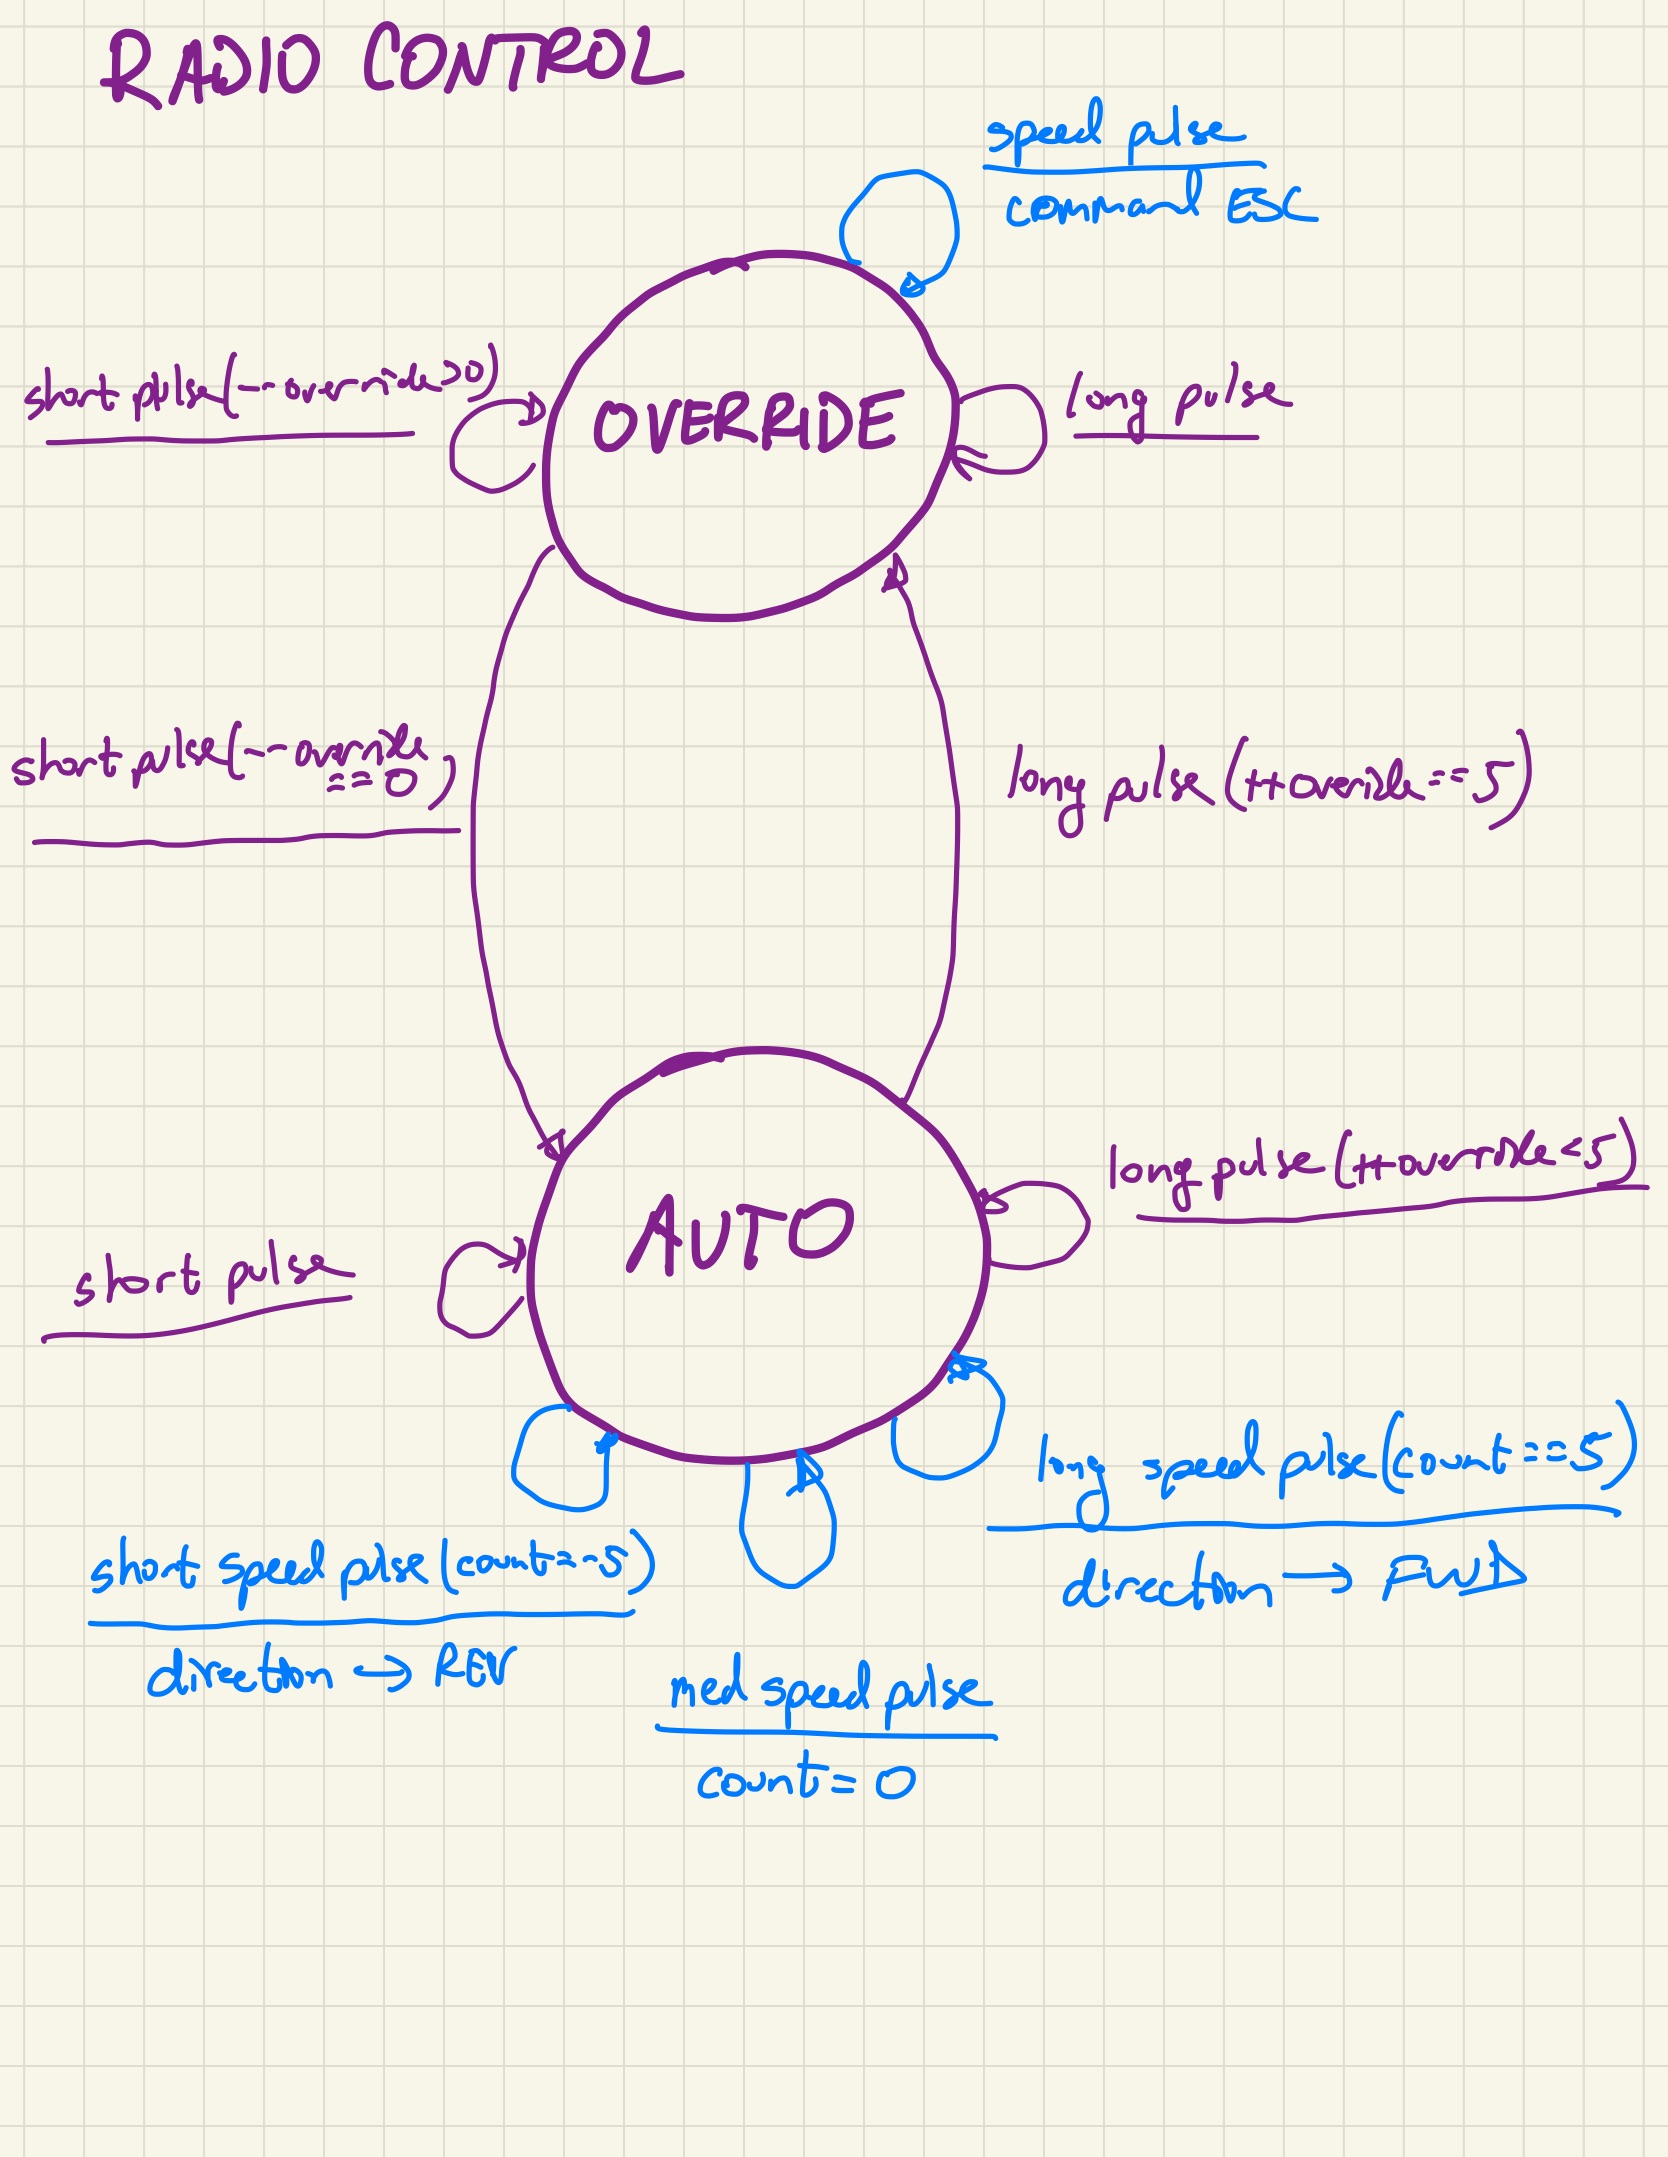 RADIO CONTROL
speed pulse
command ESC
short pulse(--override>0)
OVERRIDE
long pulse
short pulse(--override
==0)
long pulse (++override==5)
AUTO
long pulse (++override<5)
short pulse
long speed pulse(count==5)
direction → FWD
short speed pulse(count=-5)
direction → REV
med speed pulse
count=0